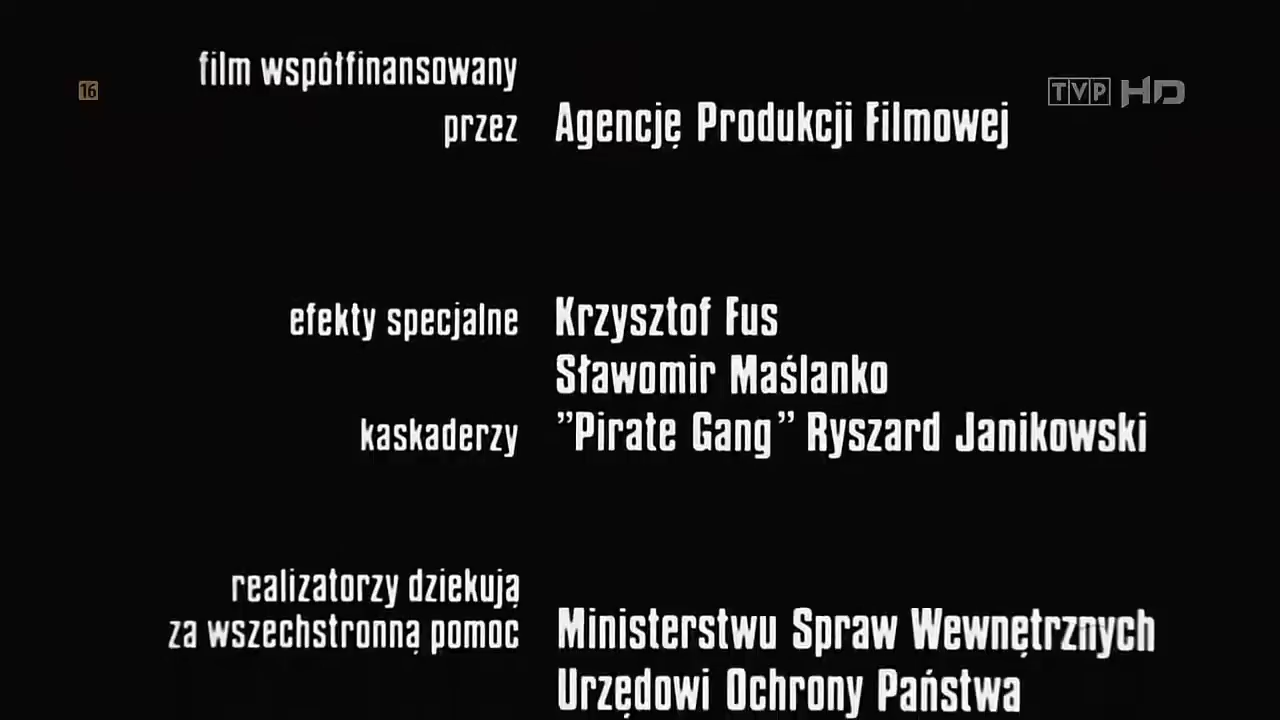 film współfinansowany
przez Agencję Produkcji Filmowej
16
TVP HD
efekty specjalne Krzysztof Fus
Sławomir Maślanko
kaskaderzy ”Pirate Gang” Ryszard Janikowski
realizatorzy dziekują
za wszechstronną pomoc Ministerstwu Spraw Wewnętrznych
Urzędowi Ochrony Państwa